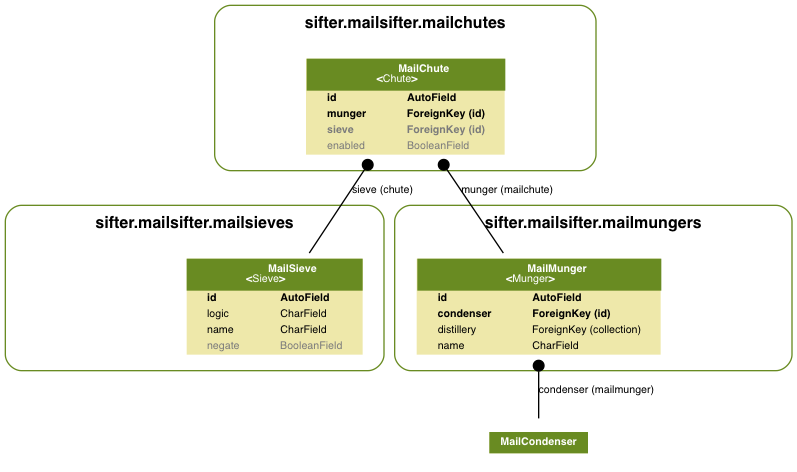 sifter.mailsifter.mailchutes
MailChute
<Chute>
id AutoField
munger ForeignKey (id)
sieve ForeignKey (id)
enabled BooleanField
sieve (chute)
munger (mailchute)
sifter.mailsifter.mailsieves
MailSieve
<Sieve>
id AutoField
logic CharField
name CharField
negate BooleanField
sifter.mailsifter.mailmungers
MailMunger
<Munger>
id AutoField
condenser ForeignKey (id)
distillery ForeignKey (collection)
name CharField
condenser (mailmunger)
MailCondenser